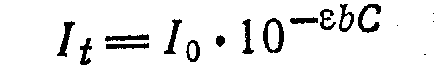 I_t = I_0 · 10^{-εbC}